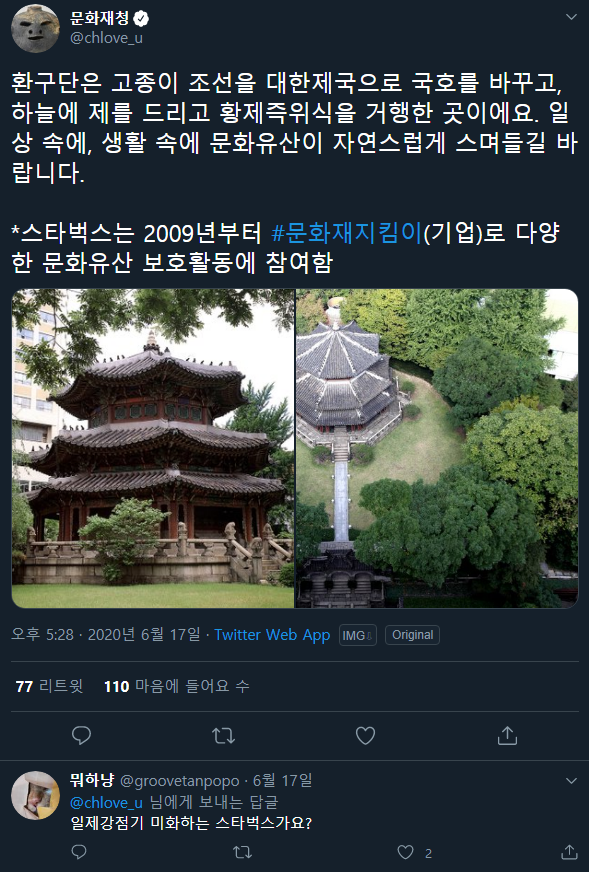 문화재청
@chlove_u
환구단은 고종이 조선을 대한제국으로 국호를 바꾸고,
하늘에 제를 드리고 황제즉위식을 거행한 곳이에요. 일
상 속에, 생활 속에 문화유산이 자연스럽게 스며들길 바
랍니다.
*스타벅스는 2009년부터 #문화재지킴이(기업)로 다양
한 문화유산 보호활동에 참여함
오후 5:28 · 2020년 6월 17일 · Twitter Web App IMG⇩ Original
77 리트윗 110 마음에 들어요 수
뭐하냥 @groovetanpopo · 6월 17일
@chlove_u 님에게 보내는 답글
일제강점기 미화하는 스타벅스가요?
2